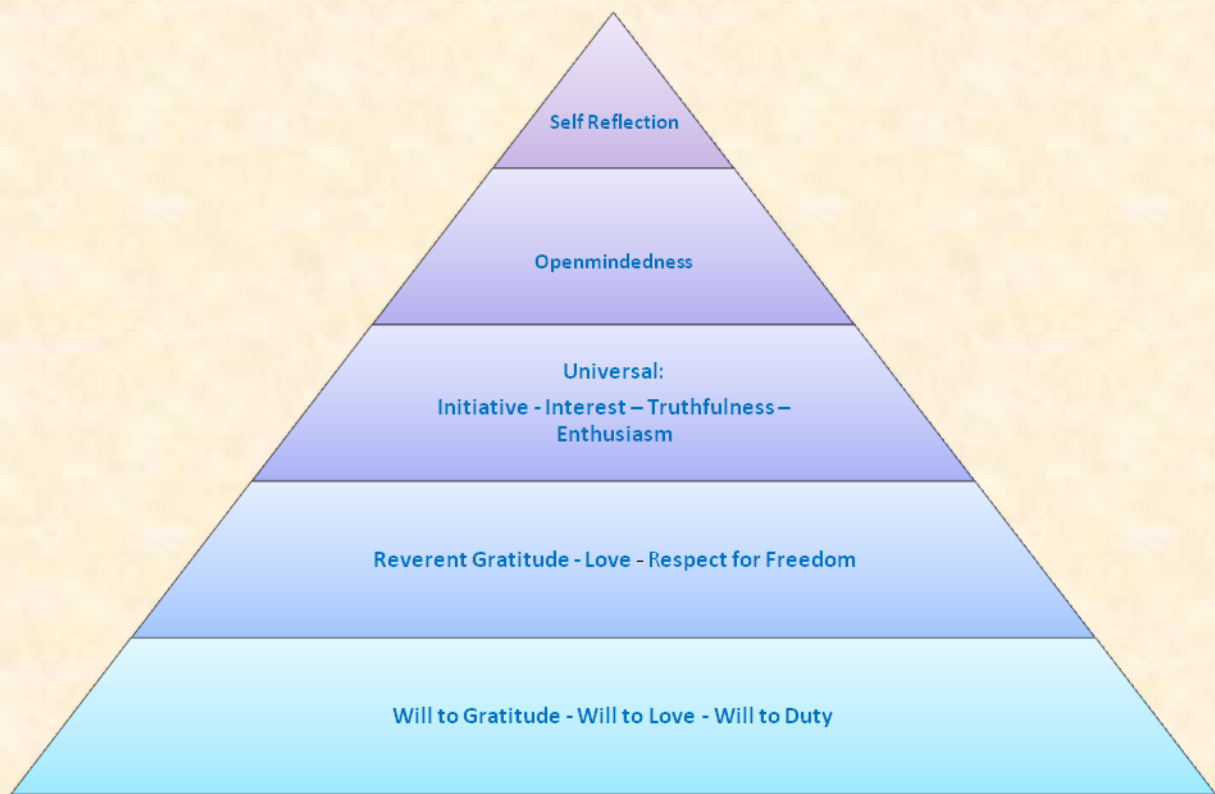 Self Reflection
Openmindedness
Universal:
Initiative - Interest – Truthfulness –
Enthusiasm
Reverent Gratitude - Love - Respect for Freedom
Will to Gratitude - Will to Love - Will to Duty